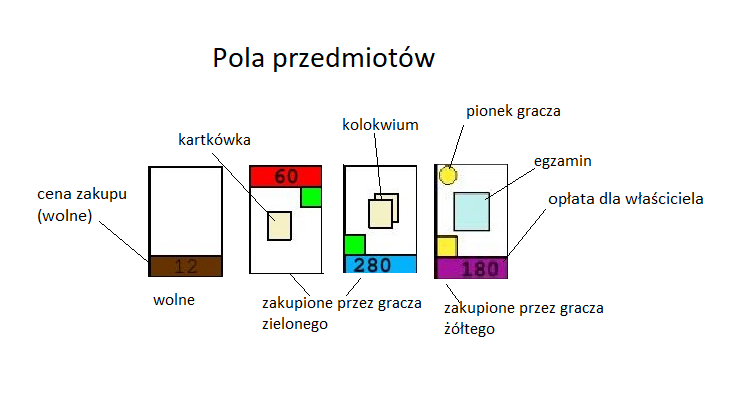 Pola przedmiotów
pionek gracza
kolokwium
kartkówka
egzamin
cena zakupu
(wolne)
opłata dla właściciela
60
12
280
180
wolne
zakupione przez gracza
zielonego
zakupione przez gracza
żółtego